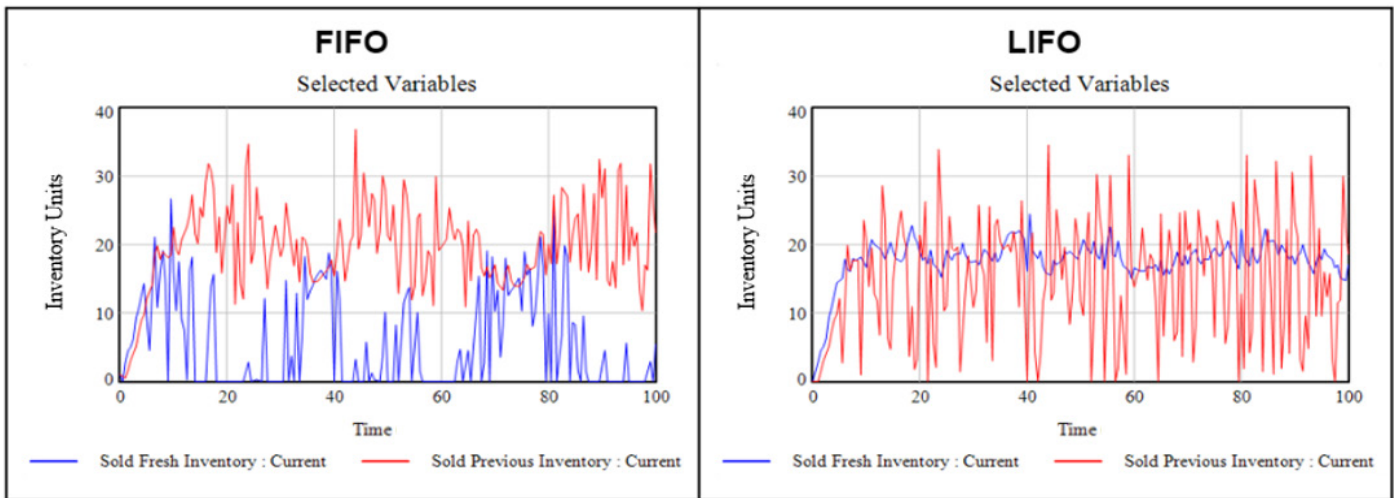 FIFO
Selected Variables
40
30
20
10
0
Inventory Units
0 20 40 60 80 100
Time
Sold Fresh Inventory : Current Sold Previous Inventory : Current
LIFO
Selected Variables
40
30
20
10
0
Inventory Units
0 20 40 60 80 100
Time
Sold Fresh Inventory : Current Sold Previous Inventory : Current